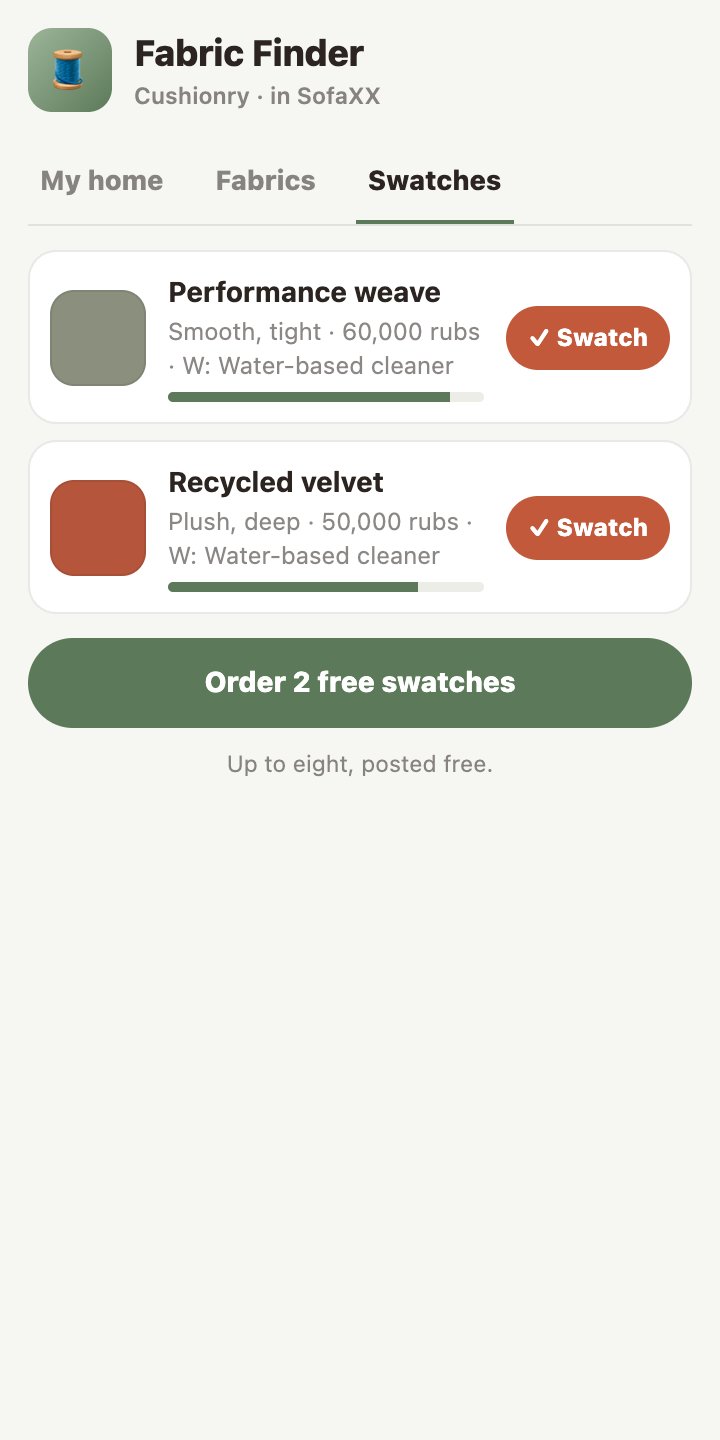 Fabric Finder
Cushionry · in SofaXX
My home
Fabrics
Swatches
Performance weave
Smooth, tight · 60,000 rubs
· W: Water-based cleaner
✓ Swatch
Recycled velvet
Plush, deep · 50,000 rubs ·
W: Water-based cleaner
✓ Swatch
Order 2 free swatches
Up to eight, posted free.